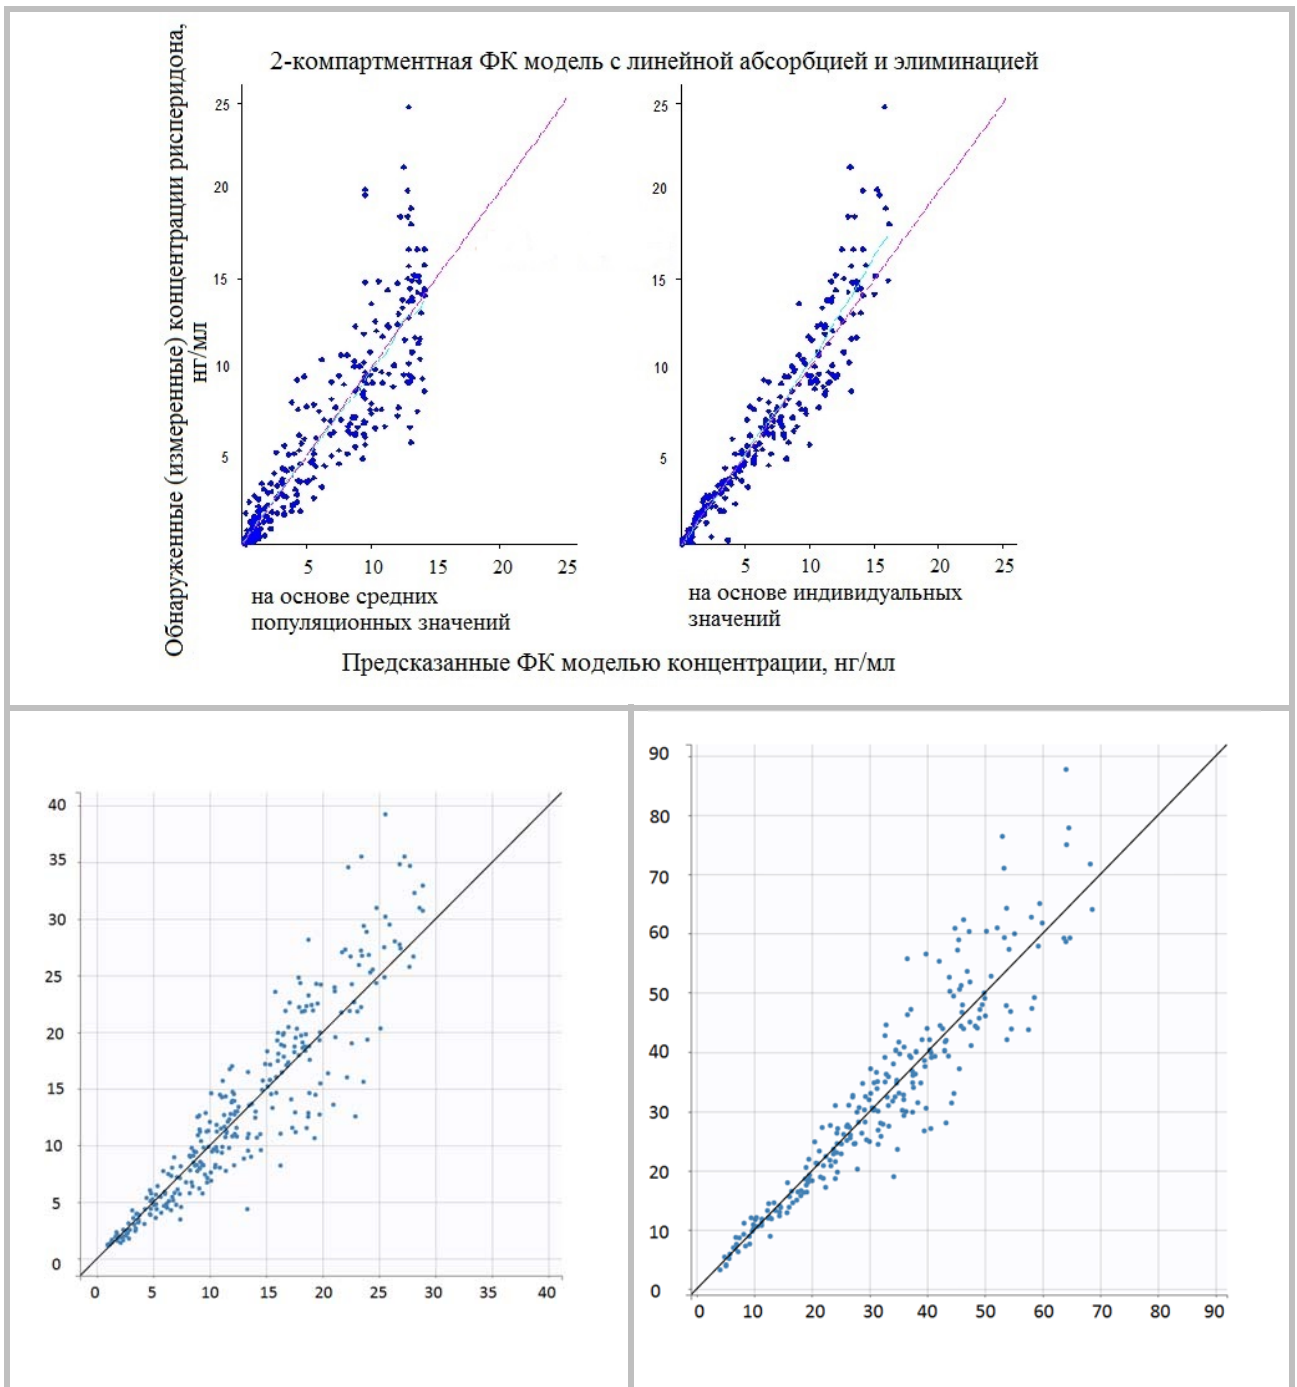 2-компартментная ФК модель с линейной абсорбцией и элиминацией
Обнаруженные (измеренные) концентрации рисперидона,
нг/мл
25
20
15
10
5
5 10 15 20 25
на основе средних
популяционных значений
25
20
15
10
5
5 10 15 20 25
на основе индивидуальных
значений
Предсказанные ФК моделью концентрации, нг/мл
40
35
30
25
20
15
10
5
0
0 5 10 15 20 25 30 35 40
90
80
70
60
50
40
30
20
10
0
0 10 20 30 40 50 60 70 80 90